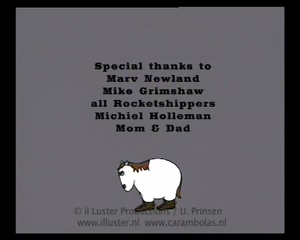 Special thanks to
Marv Newland
Mike Grimshaw
all Rocketshippers
Michiel Holleman
Mom & Dad
© il Luster Productions / U. Prinsen
www.illuster.nl www.carambolas.nl